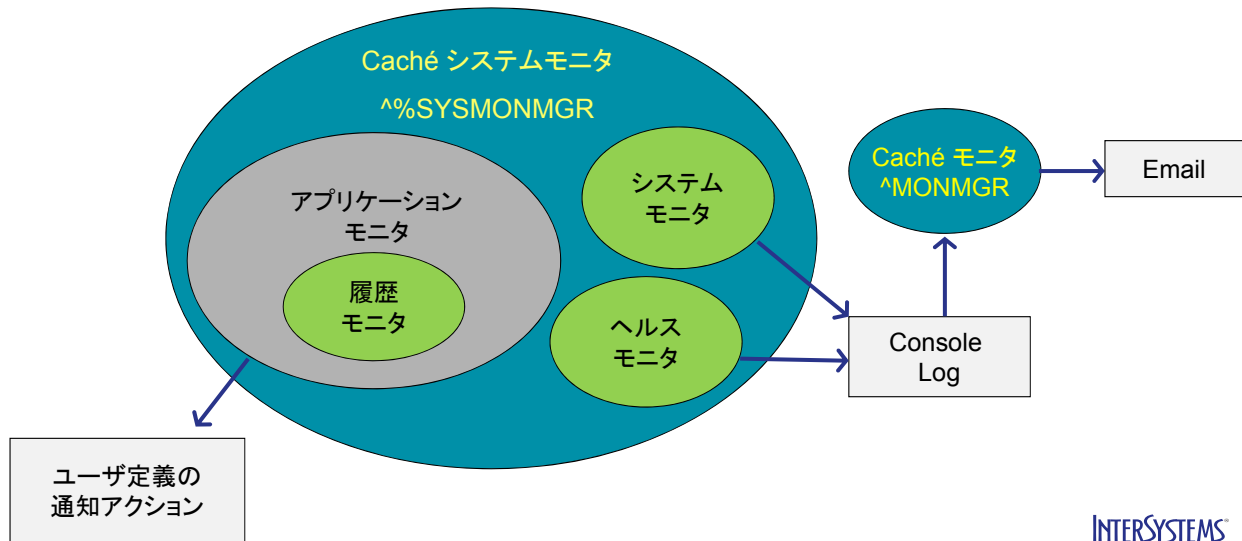 Caché システムモニタ
^%SYSMONMGR
アプリケーション
モニタ
履歴
モニタ
システム
モニタ
ヘルス
モニタ
Caché モニタ
^MONMGR
Email
Console
Log
ユーザ定義の
通知アクション
INTERSYSTEMS®